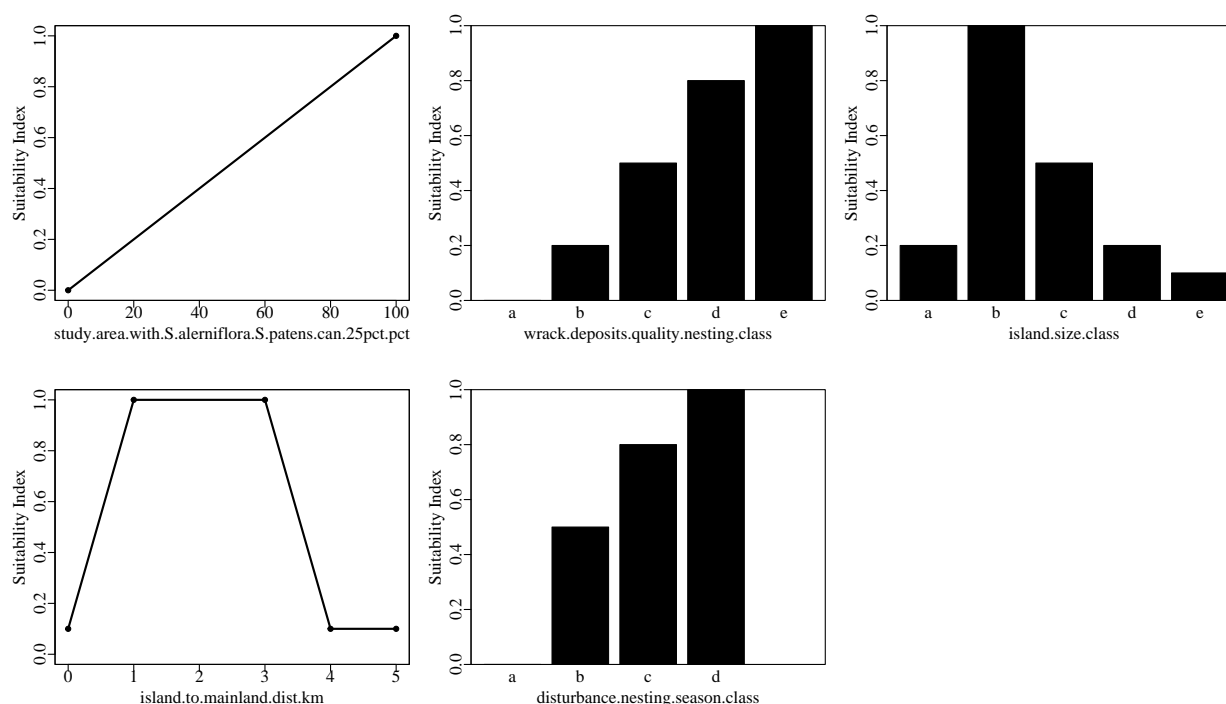 Suitability Index
0.0 0.2 0.4 0.6 0.8 1.0
0 20 40 60 80 100
study.area.with.S.alerniflora.S.patens.can.25pct.pct
Suitability Index
0.0 0.2 0.4 0.6 0.8 1.0
a b c d e
wrack.deposits.quality.nesting.class
Suitability Index
0.0 0.2 0.4 0.6 0.8 1.0
a b c d e
island.size.class
Suitability Index
0.0 0.2 0.4 0.6 0.8 1.0
0 1 2 3 4 5
island.to.mainland.dist.km
Suitability Index
0.0 0.2 0.4 0.6 0.8 1.0
a b c d
disturbance.nesting.season.class